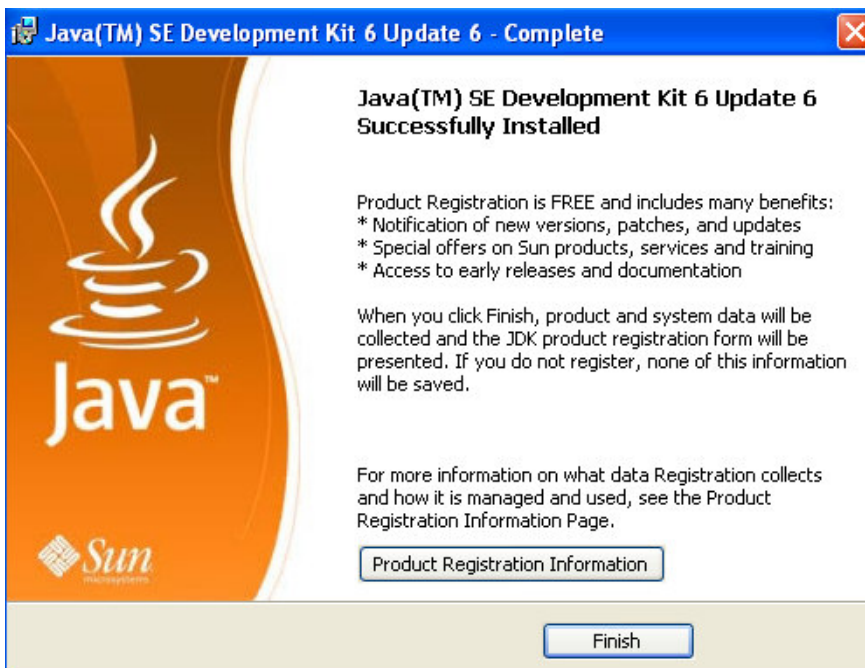 Java(TM) SE Development Kit 6 Update 6 - Complete
Java(TM) SE Development Kit 6 Update 6
Successfully Installed
Product Registration is FREE and includes many benefits:
* Notification of new versions, patches, and updates
* Special offers on Sun products, services and training
* Access to early releases and documentation
When you click Finish, product and system data will be
collected and the JDK product registration form will be
presented. If you do not register, none of this information
will be saved.
Java™
For more information on what data Registration collects
and how it is managed and used, see the Product
Registration Information Page.
Sun
microsystems
Product Registration Information
Finish